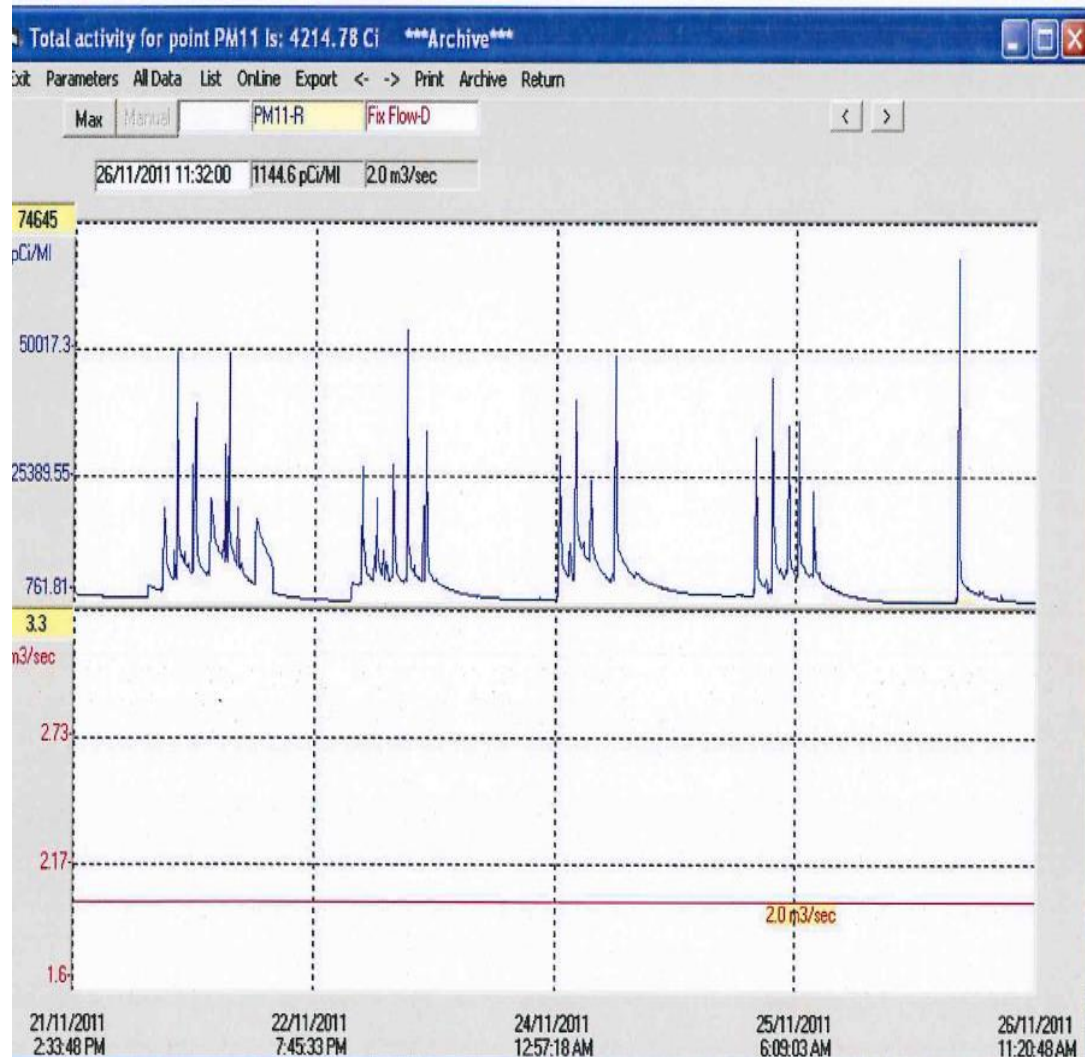 Total activity for point PM11 Is: 4214.78 Ci ***Archive***
Exit Parameters All Data List OnLine Export <- -> Print Archive Return
Max Manual PM11-R Fix Flow-D < >
26/11/2011 11:32:00 1144.6 pCi/Ml 2.0 m3/sec
74645
pCi/Ml
50017.3
25389.55
761.81
3.3
m3/sec
2.73
2.17
2.0 m3/sec
1.6
21/11/2011 22/11/2011 24/11/2011 25/11/2011 26/11/2011
2:33:48 PM 7:45:33 PM 12:57:18 AM 6:09:03 AM 11:20:48 AM